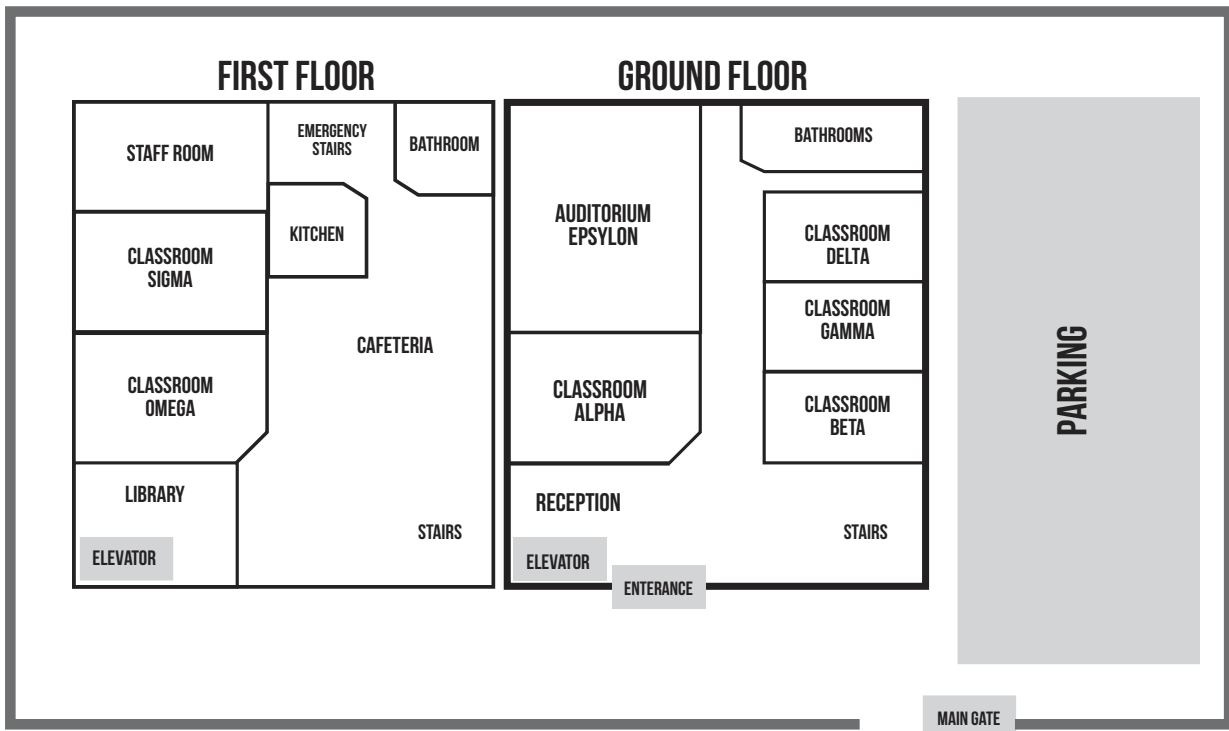 FIRST FLOOR
STAFF ROOM
EMERGENCY
STAIRS
BATHROOM
KITCHEN
CLASSROOM
SIGMA
CAFETERIA
CLASSROOM
OMEGA
LIBRARY
STAIRS
ELEVATOR
GROUND FLOOR
BATHROOMS
AUDITORIUM
EPSYLON
CLASSROOM
DELTA
CLASSROOM
GAMMA
CLASSROOM
ALPHA
CLASSROOM
BETA
RECEPTION
STAIRS
ELEVATOR
ENTERANCE
PARKING
MAIN GATE